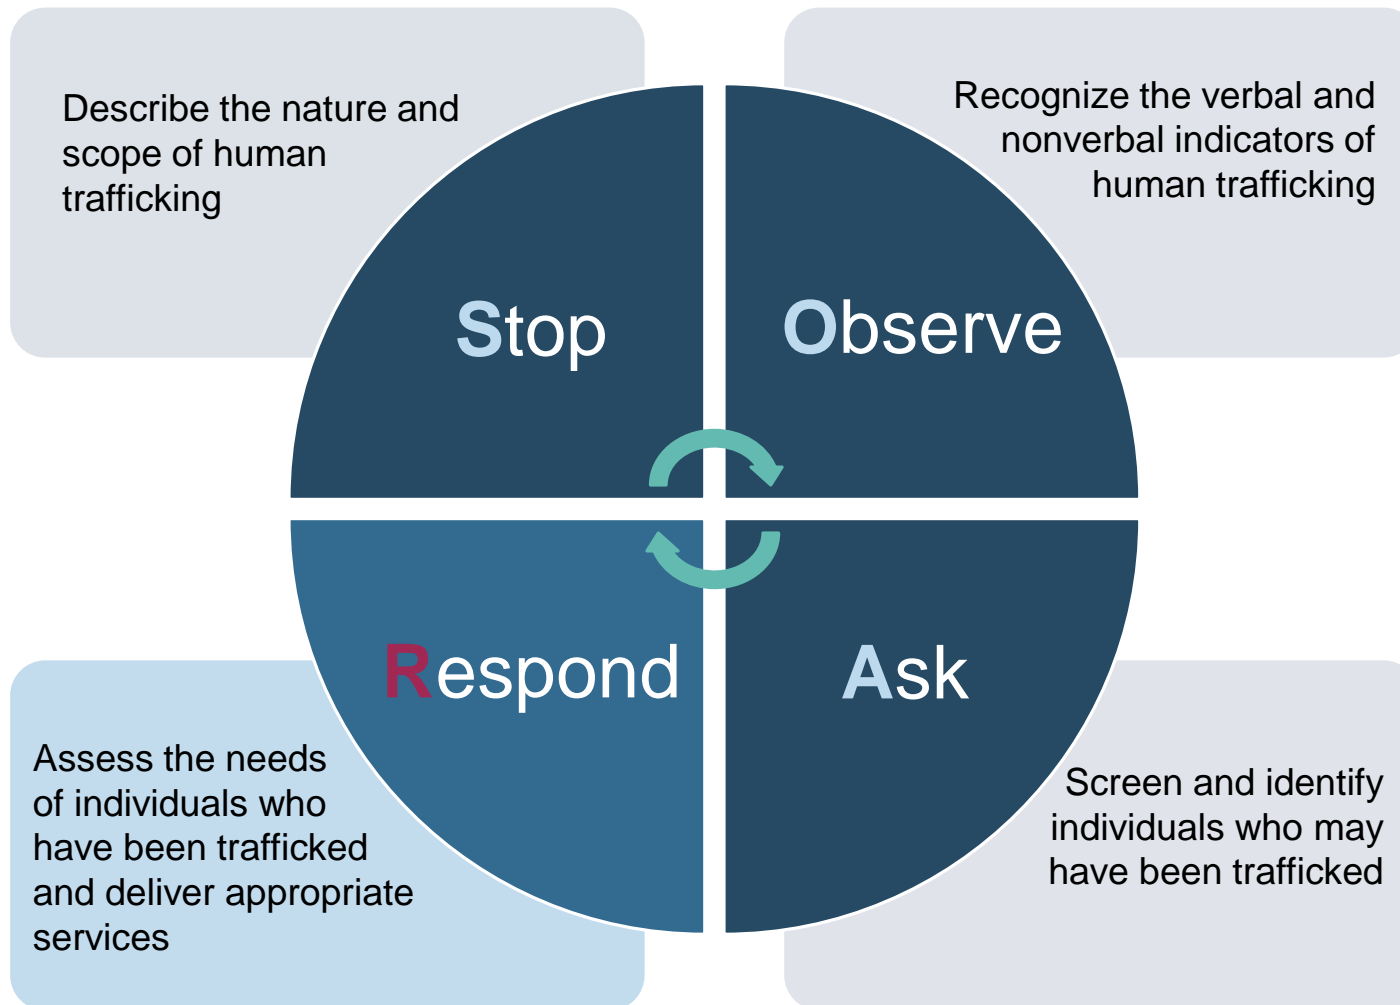 Describe the nature and
scope of human
trafficking
Recognize the verbal and
nonverbal indicators of
human trafficking
Stop
Observe
Respond
Ask
Assess the needs
of individuals who
have been trafficked
and deliver appropriate
services
Screen and identify
individuals who may
have been trafficked